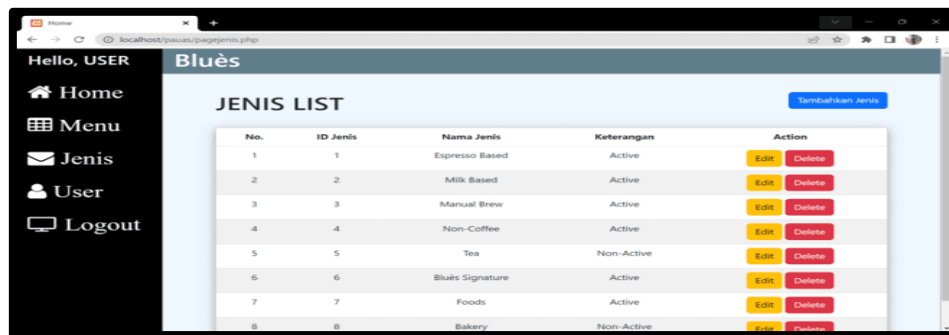 Home
localhost/pauas/pagejenis.php
Hello, USER
Bluès
Home
Menu
Jenis
User
Logout
JENIS LIST
Tambahkan Jenis
No. ID Jenis Nama Jenis Keterangan Action
1 1 Espresso Based Active Edit Delete
2 2 Milk Based Active Edit Delete
3 3 Manual Brew Active Edit Delete
4 4 Non-Coffee Active Edit Delete
5 5 Tea Non-Active Edit Delete
6 6 Bluès Signature Active Edit Delete
7 7 Foods Active Edit Delete
8 8 Bakery Non-Active Edit Delete